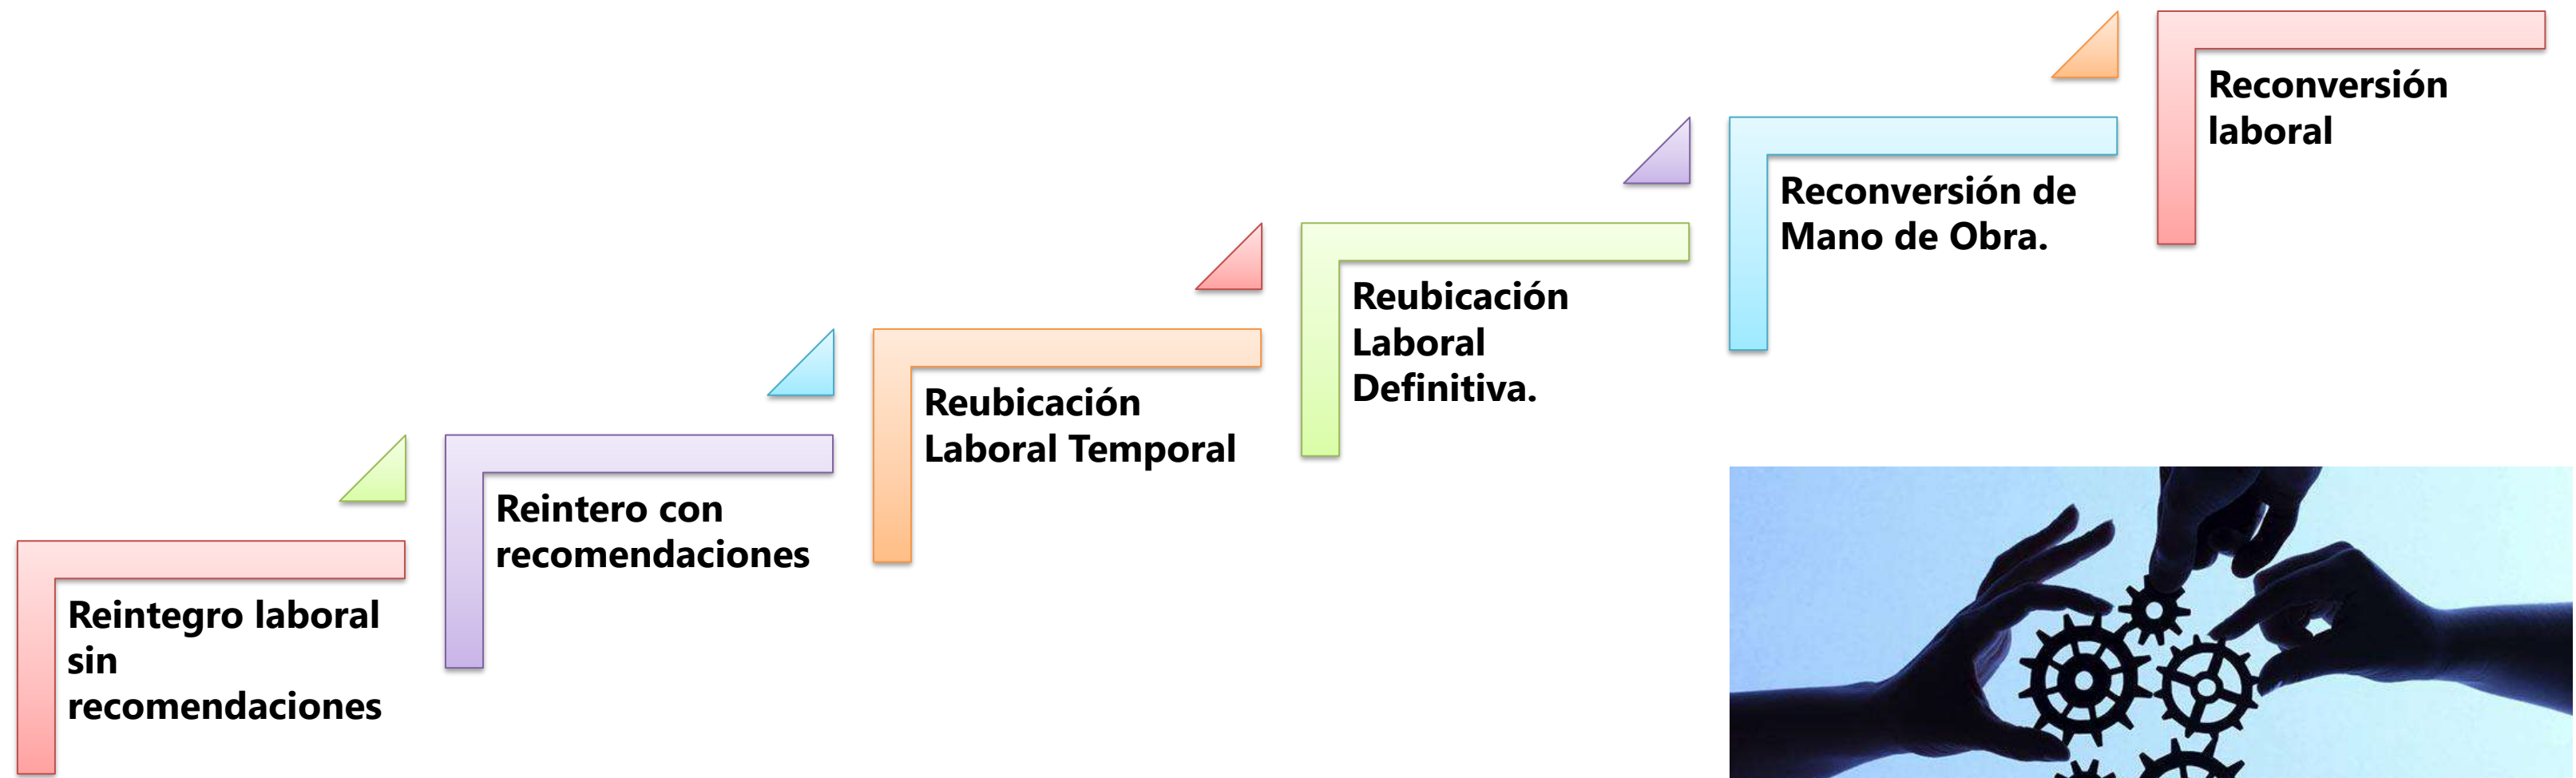 Reintegro laboral
sin
recomendaciones
Reintero con
recomendaciones
Reubicación
Laboral Temporal
Reubicación
Laboral
Definitiva.
Reconversión de
Mano de Obra.
Reconversión
laboral